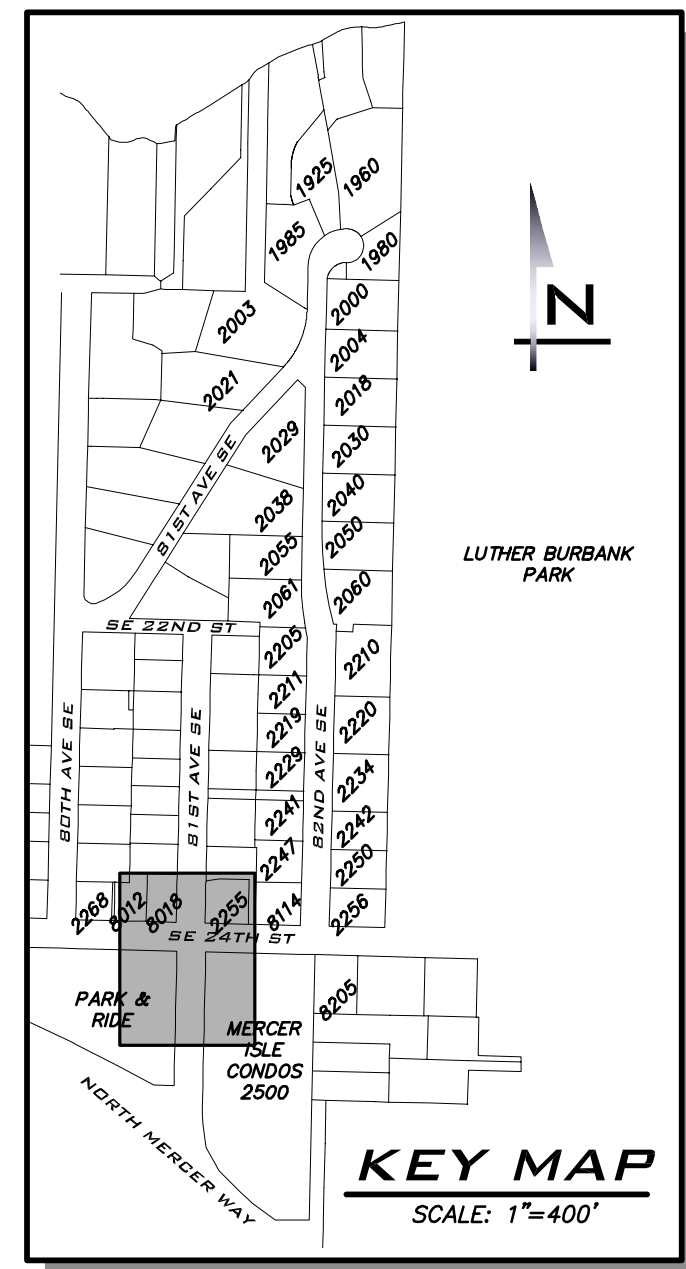 1925
1960
1985
1980
N
2000
2003
2004
2021
2018
2029
2030
81ST AVE SE
2038
2040
2055
2050
LUTHER BURBANK
PARK
2061
2060
SE 22ND ST
2205
2210
2211
80TH AVE SE
81ST AVE SE
2219
82ND AVE SE
2220
2229
2234
2241
2242
2247
2250
2268
8012
8018
2255
8114
2256
SE 24TH ST
PARK &
RIDE
8205
MERCER
ISLE
CONDOS
2500
NORTH MERCER WAY
KEY MAP
SCALE: 1"=400'